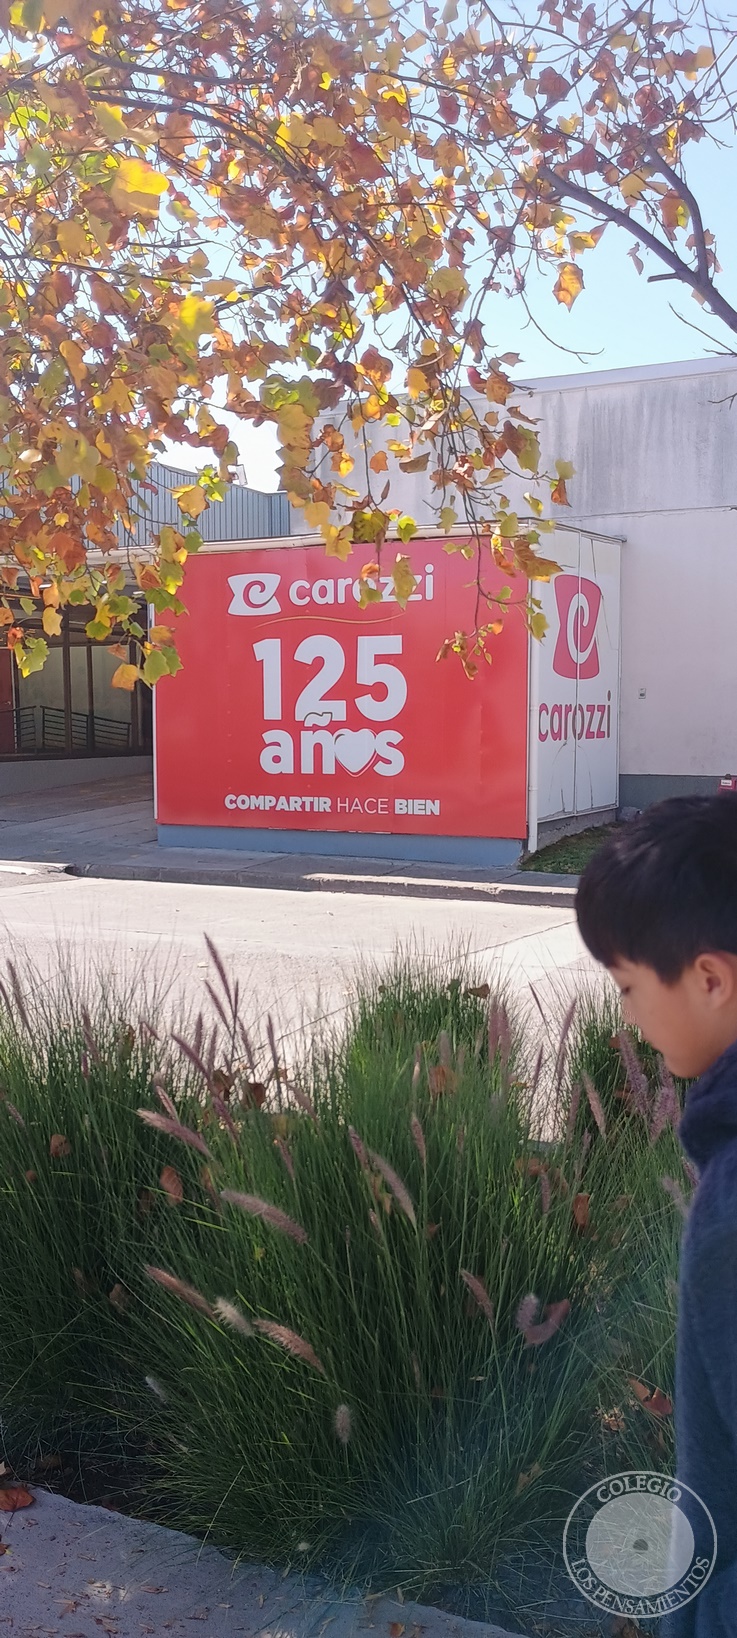 carozzi
125
años
COMPARTIR HACE BIEN
carozzi
COLEGIO
LOS PENSAMIENTOS